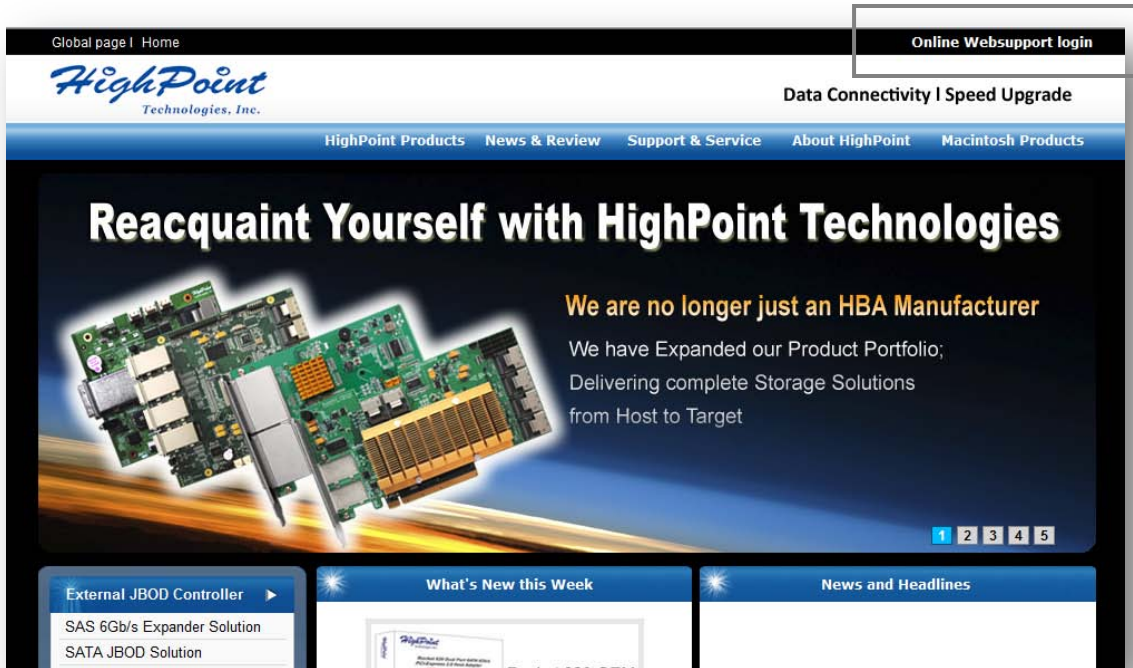 Global page l Home
Online Websupport login
HighPoint
Technologies, Inc.
Data Connectivity l Speed Upgrade
HighPoint Products News & Review Support & Service About HighPoint Macintosh Products
Reacquaint Yourself with HighPoint Technologies
We are no longer just an HBA Manufacturer
We have Expanded our Product Portfolio;
Delivering complete Storage Solutions
from Host to Target
1 2 3 4 5
External JBOD Controller
What's New this Week
News and Headlines
SAS 6Gb/s Expander Solution
SATA JBOD Solution
HighPoint